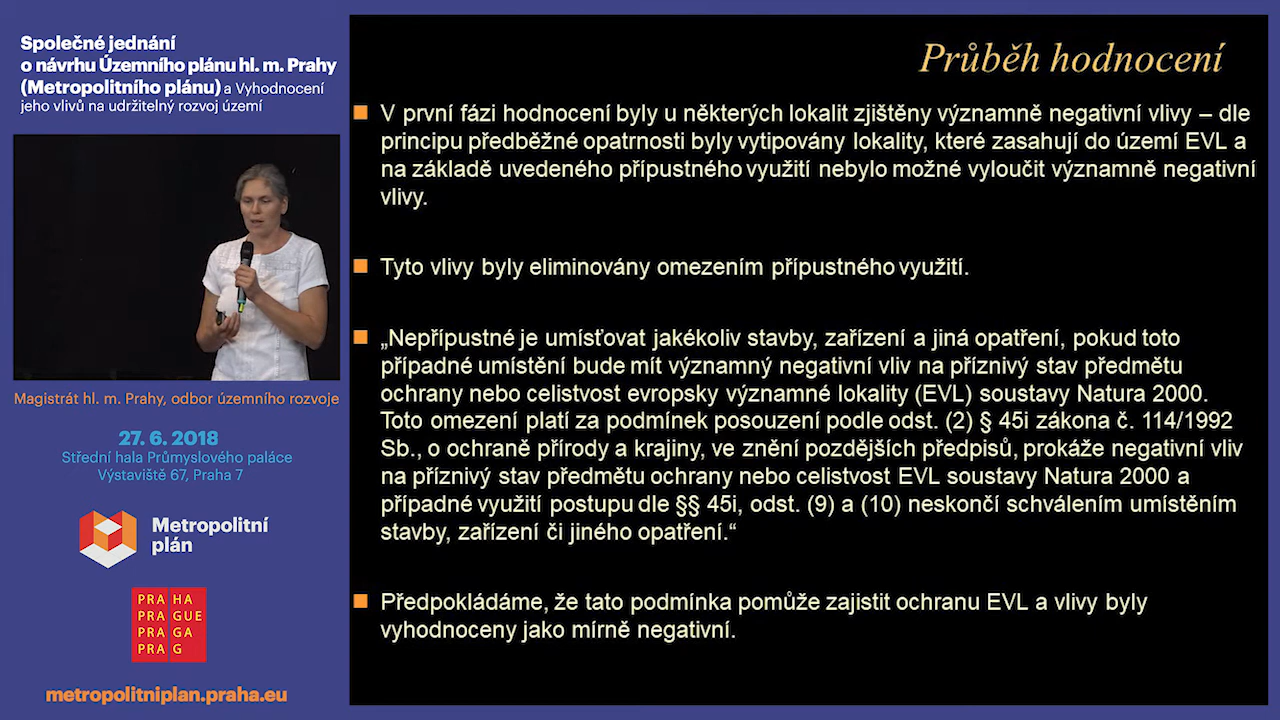 Společné jednání
o návrhu Územního plánu hl. m. Prahy
(Metropolitního plánu) a Vyhodnocení
jeho vlivů na udržitelný rozvoj území
Magistrát hl. m. Prahy, odbor územního rozvoje
27. 6. 2018
Střední hala Průmyslového paláce
Výstaviště 67, Praha 7
Metropolitní
plán
PRA HA
PRA GUE
PRA GA
PRA G
metropolitniplan.praha.eu
Průběh hodnocení
V první fázi hodnocení byly u některých lokalit zjištěny významně negativní vlivy – dle
principu předběžné opatrnosti byly vytipovány lokality, které zasahují do území EVL a
na základě uvedeného přípustného využití nebylo možné vyloučit významně negativní
vlivy.
Tyto vlivy byly eliminovány omezením přípustného využití.
„Nepřípustné je umísťovat jakékoliv stavby, zařízení a jiná opatření, pokud toto
případné umístění bude mít významný negativní vliv na příznivý stav předmětu
ochrany nebo celistvost evropsky významné lokality (EVL) soustavy Natura 2000.
Toto omezení platí za podmínek posouzení podle odst. (2) § 45i zákona č. 114/1992
Sb., o ochraně přírody a krajiny, ve znění pozdějších předpisů, prokáže negativní vliv
na příznivý stav předmětu ochrany nebo celistvost EVL soustavy Natura 2000 a
případné využití postupu dle §§ 45i, odst. (9) a (10) neskončí schválením umístěním
stavby, zařízení či jiného opatření.“
Předpokládáme, že tato podmínka pomůže zajistit ochranu EVL a vlivy byly
vyhodnoceny jako mírně negativní.